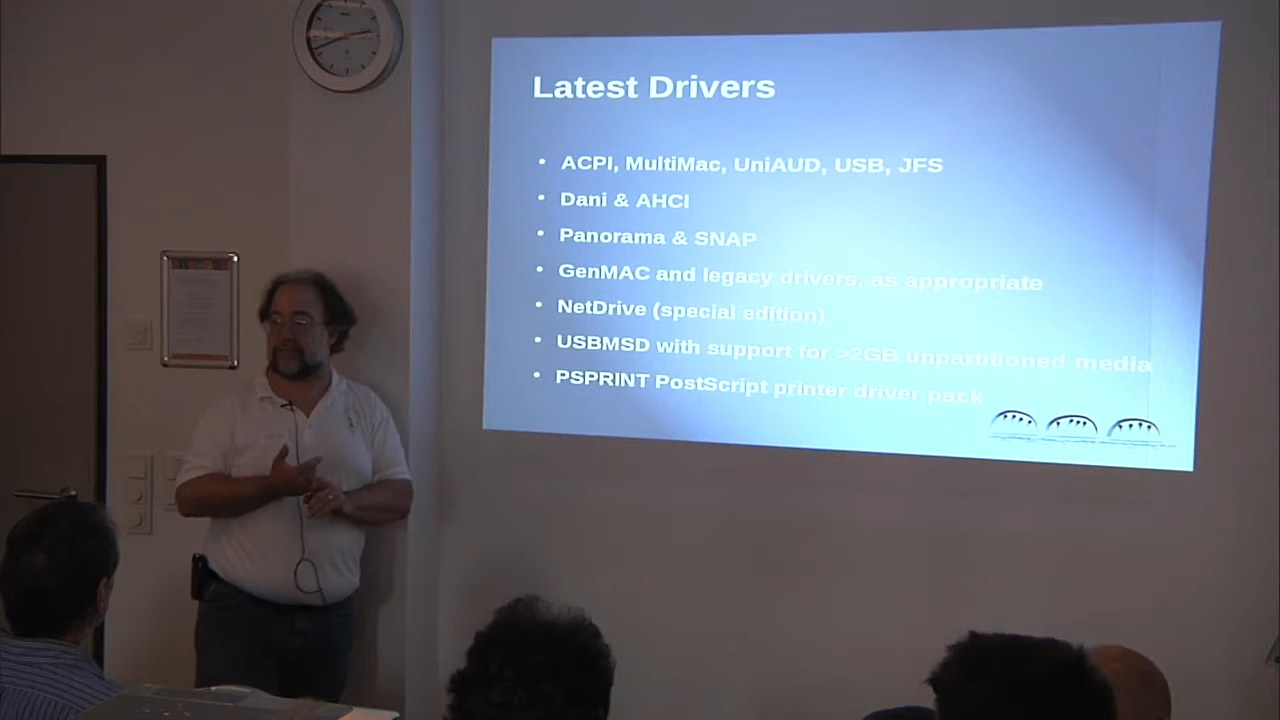 Latest Drivers
• ACPI, MultiMac, UniAUD, USB, JFS
• Dani & AHCI
• Panorama & SNAP
• GenMAC and legacy drivers, as appropriate
• NetDrive (special edition)
• USBMSD with support for >2GB unpartitioned media
• PSPRINT PostScript printer driver pack